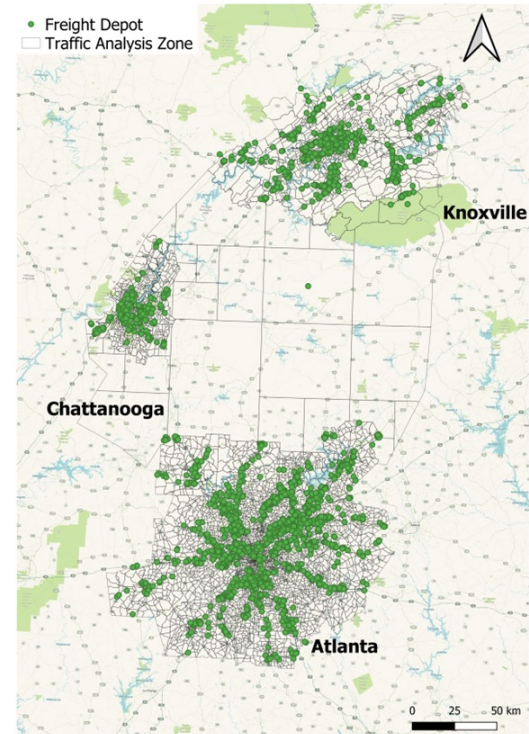 Freight Depot
Traffic Analysis Zone
Knoxville
Chattanooga
Atlanta
0 25 50 km